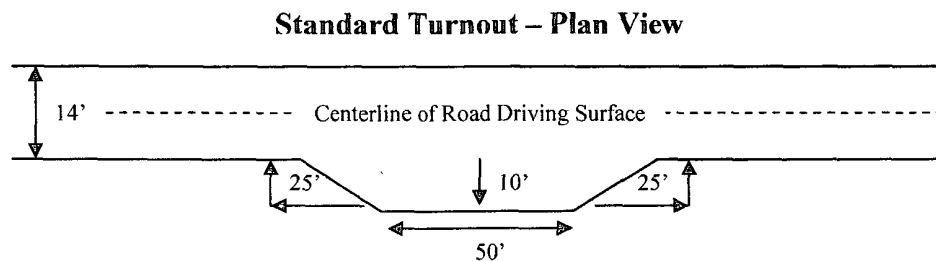 Standard Turnout – Plan View
14’
Centerline of Road Driving Surface
25’
10’
25’
50’